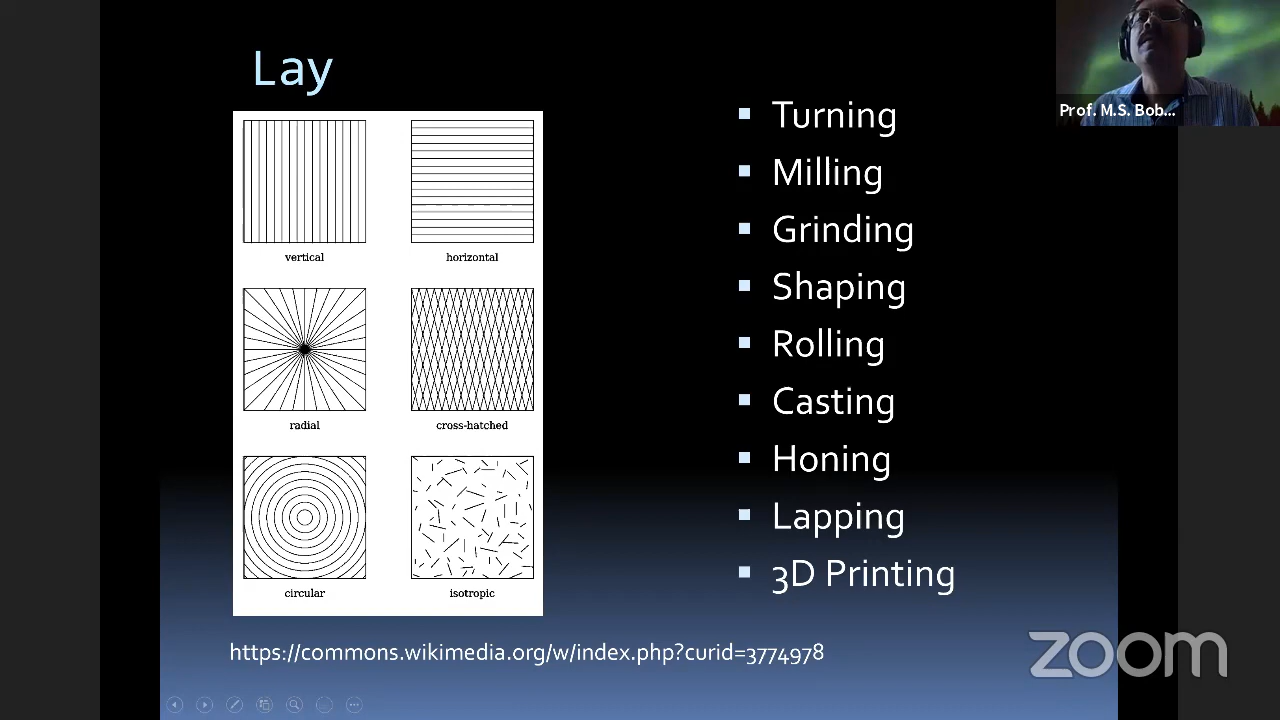 Lay
vertical
horizontal
radial
cross-hatched
circular
isotropic
Turning
Milling
Grinding
Shaping
Rolling
Casting
Honing
Lapping
3D Printing
https://commons.wikimedia.org/w/index.php?curid=3774978
Prof. M.S. Bob...
zoom